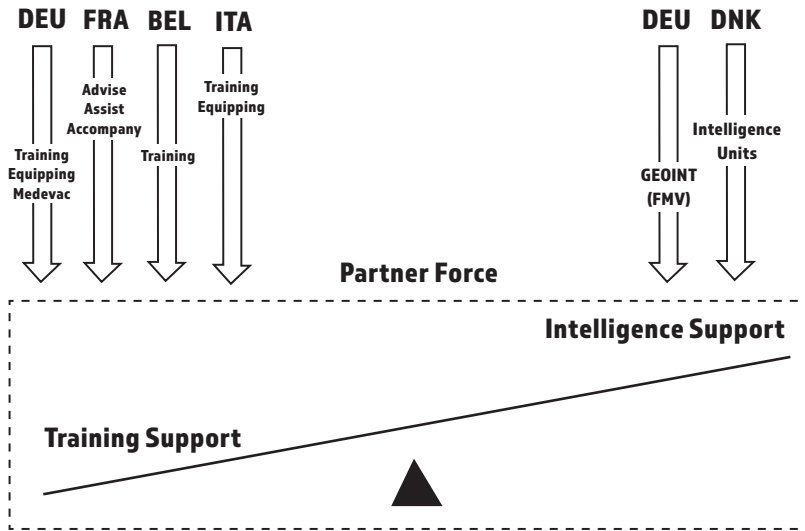 DEU FRA BEL ITA DEU DNK
Training
Equipping
Medevac
Advise
Assist
Accompany
Training
Training
Equipping
GEOINT
(FMV)
Intelligence
Units
Partner Force
Intelligence Support
Training Support